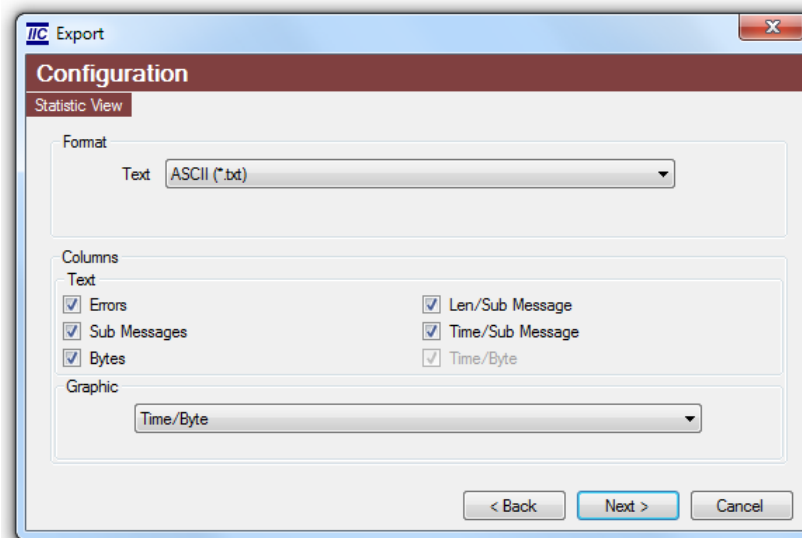 IIC Export
Configuration
Statistic View
Format
Text ASCII (*.txt)
Columns
Text
Errors Len/Sub Message
Sub Messages Time/Sub Message
Bytes Time/Byte
Graphic
Time/Byte
< Back Next > Cancel